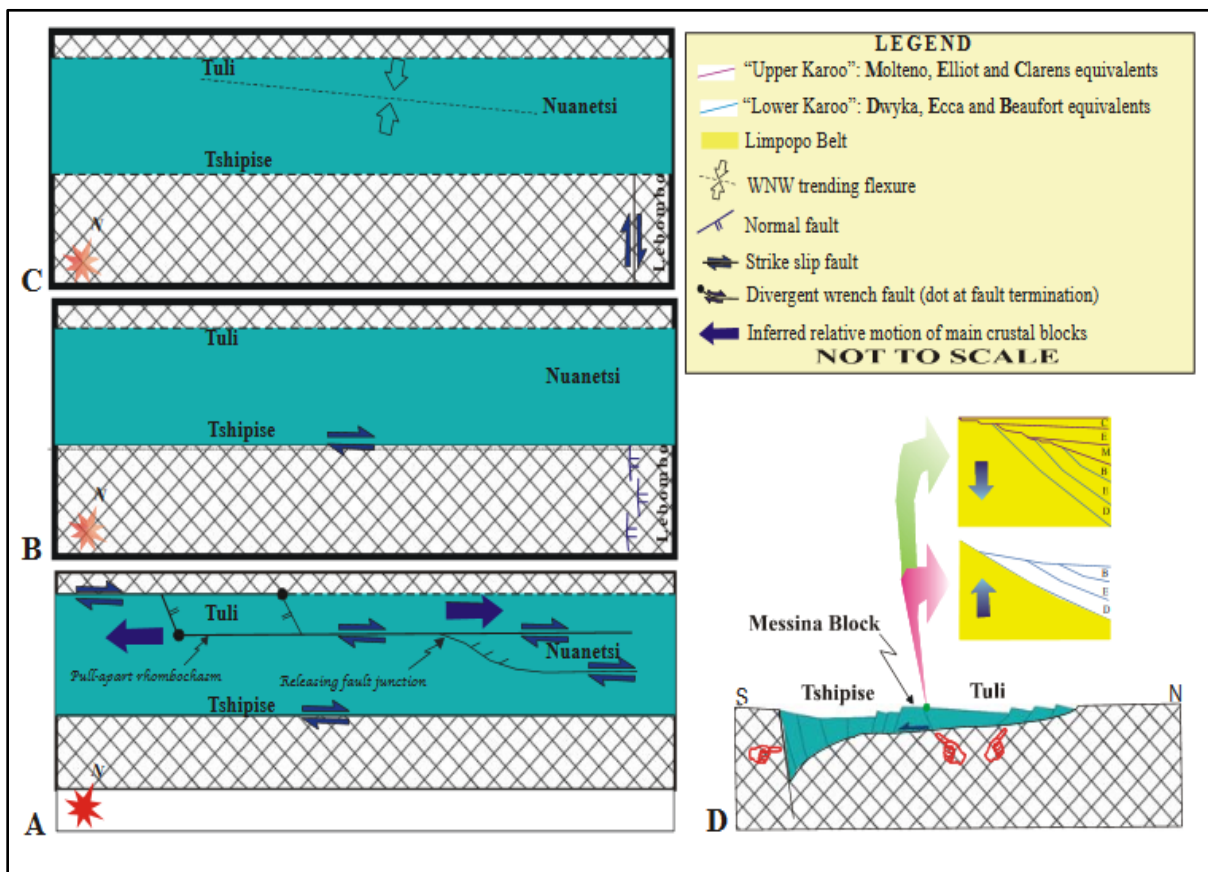 Tuli
Nuanetsi
Tshipise
Lebombo
N
C
LEGEND
"Upper Karoo": Molteno, Elliot and Clarens equivalents
"Lower Karoo": Dwyka, Ecca and Beaufort equivalents
Limpopo Belt
WNW trending flexure
Normal fault
Strike slip fault
Divergent wrench fault (dot at fault termination)
Inferred relative motion of main crustal blocks
NOT TO SCALE
Tuli
Nuanetsi
Tshipise
Lebombo
N
B
Tuli
Nuanetsi
Pull-apart rhombochasm
Releasing fault junction
Tshipise
N
A
C
E
M
B
E
D
B
E
D
Messina Block
S
Tshipise
Tuli
N
D